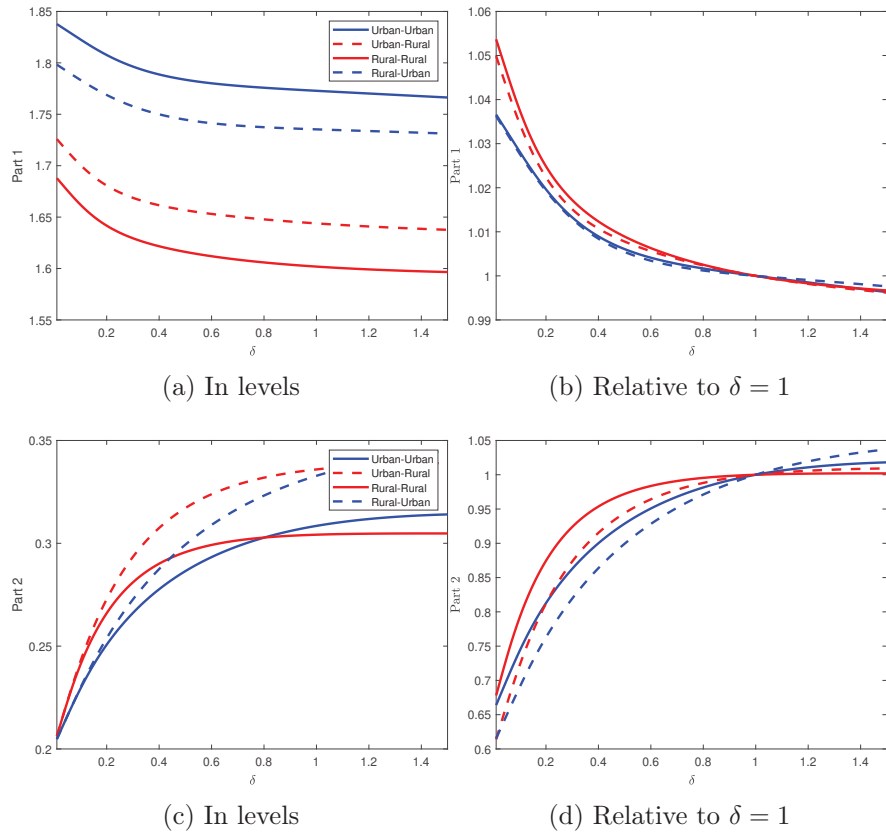 1.85
1.8
1.75
1.7
1.65
1.6
1.55
Part 1
Urban-Urban
Urban-Rural
Rural-Rural
Rural-Urban
0.2 0.4 0.6 0.8 1 1.2 1.4
δ
(a) In levels
1.06
1.05
1.04
1.03
1.02
1.01
1
0.99
Part 1
0.2 0.4 0.6 0.8 1 1.2 1.4
δ
(b) Relative to δ = 1
0.35
0.3
0.25
0.2
Part 2
Urban-Urban
Urban-Rural
Rural-Rural
Rural-Urban
0.2 0.4 0.6 0.8 1 1.2 1.4
δ
(c) In levels
1.05
1
0.95
0.9
0.85
0.8
0.75
0.7
0.65
0.6
Part 2
0.2 0.4 0.6 0.8 1 1.2 1.4
δ
(d) Relative to δ = 1